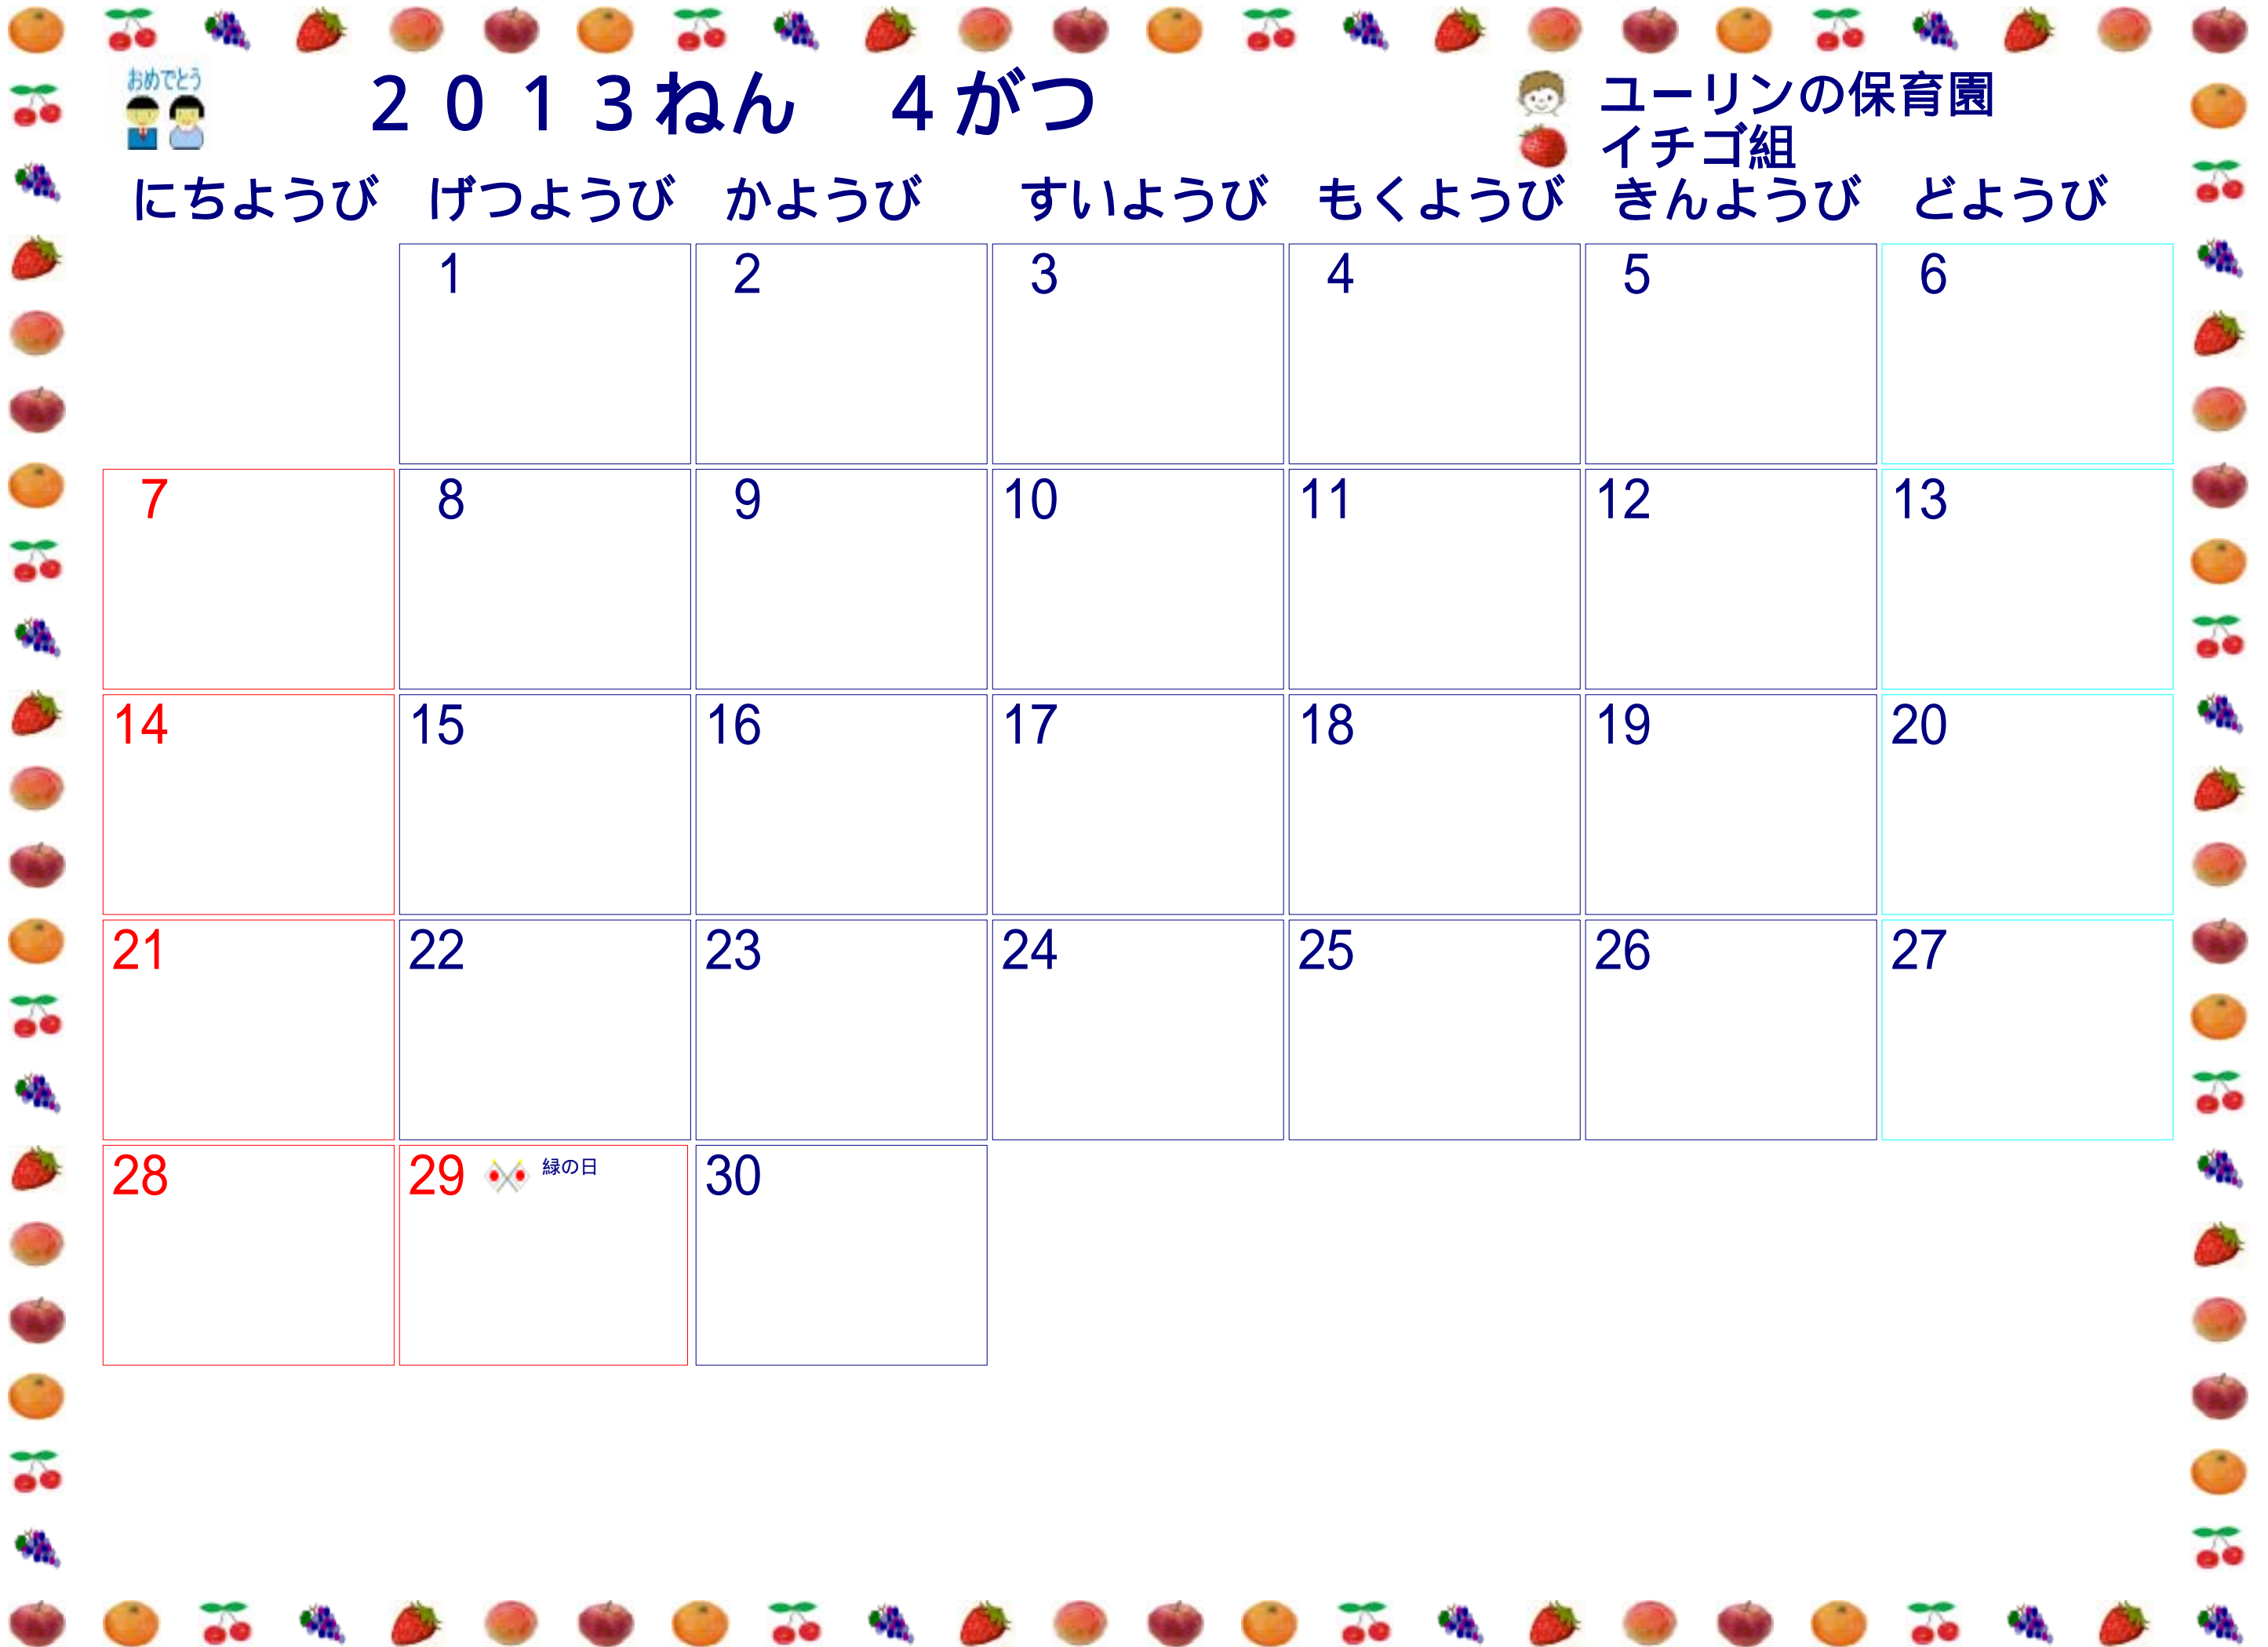 おめでとう
２０１３ねん　４がつ
ユーリンの保育園
イチゴ組
にちようび げつようび かようび すいようび もくようび きんようび どようび
1 2 3 4 5 6
7 8 9 10 11 12 13
14 15 16 17 18 19 20
21 22 23 24 25 26 27
28 29 緑の日 30